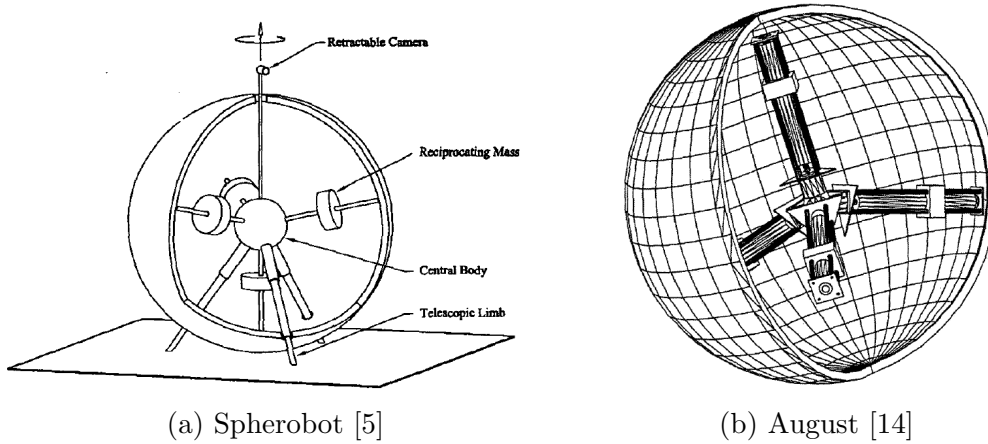 Retractable Camera
Reciprocating Mass
Central Body
Telescopic Limb
(a) Spherobot [5]
(b) August [14]